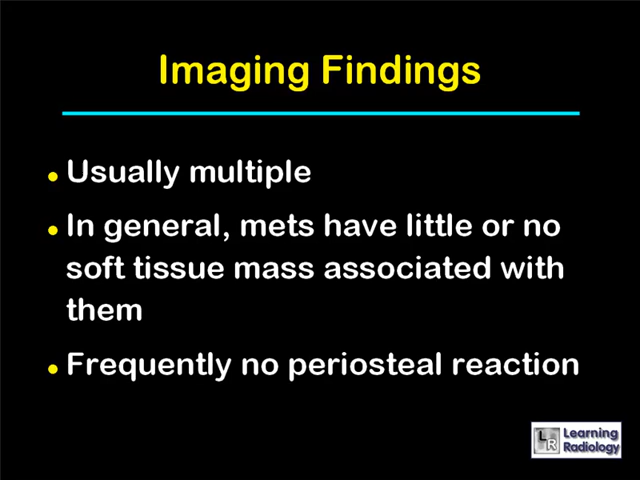 Imaging Findings
Usually multiple
In general, mets have little or no
soft tissue mass associated with
them
Frequently no periosteal reaction
LR Learning
Radiology